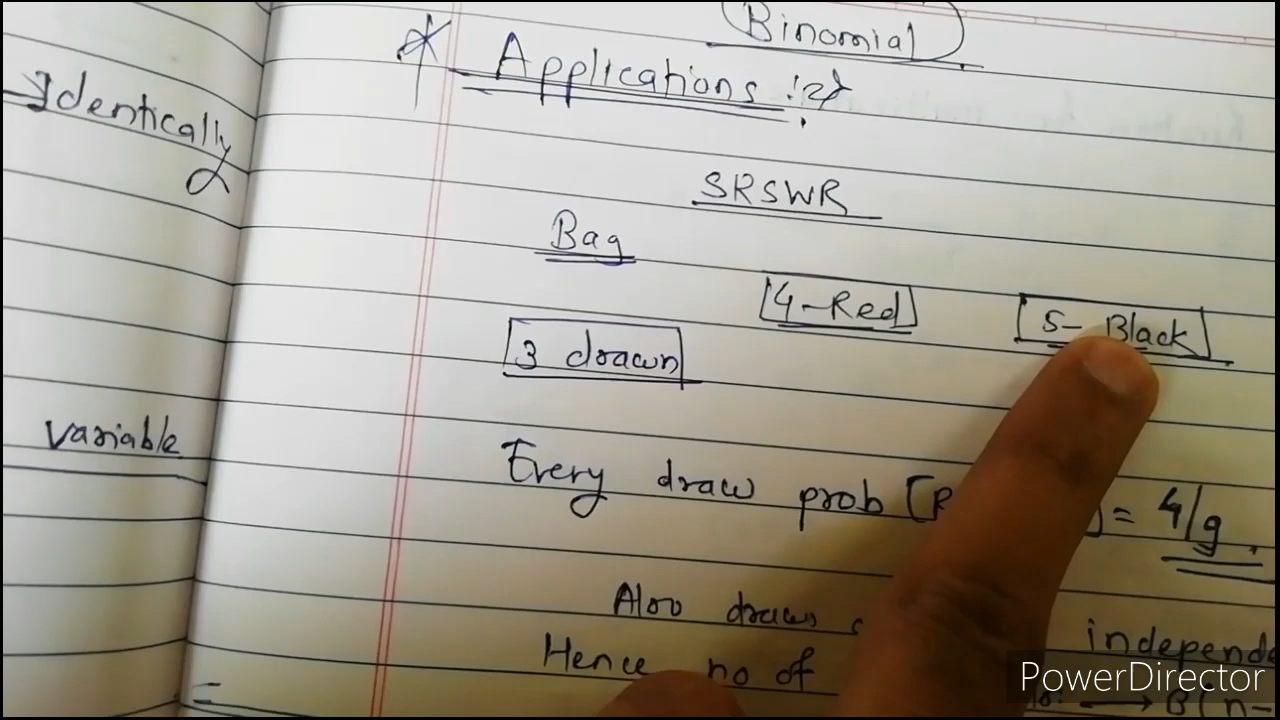 Binomial
* Applications :→
Identically
SRSWR
Bag
4-Red
5- Black
3 drawn
variable
Every draw prob [R ] = 4/9.
Also draws independe
Hence no of → B(n-
PowerDirector